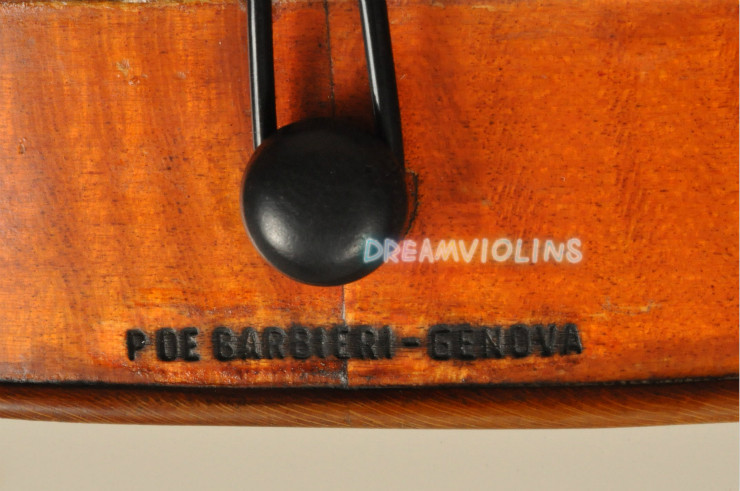 DREAMVIOLINS
P DE BARBIERI - GENOVA